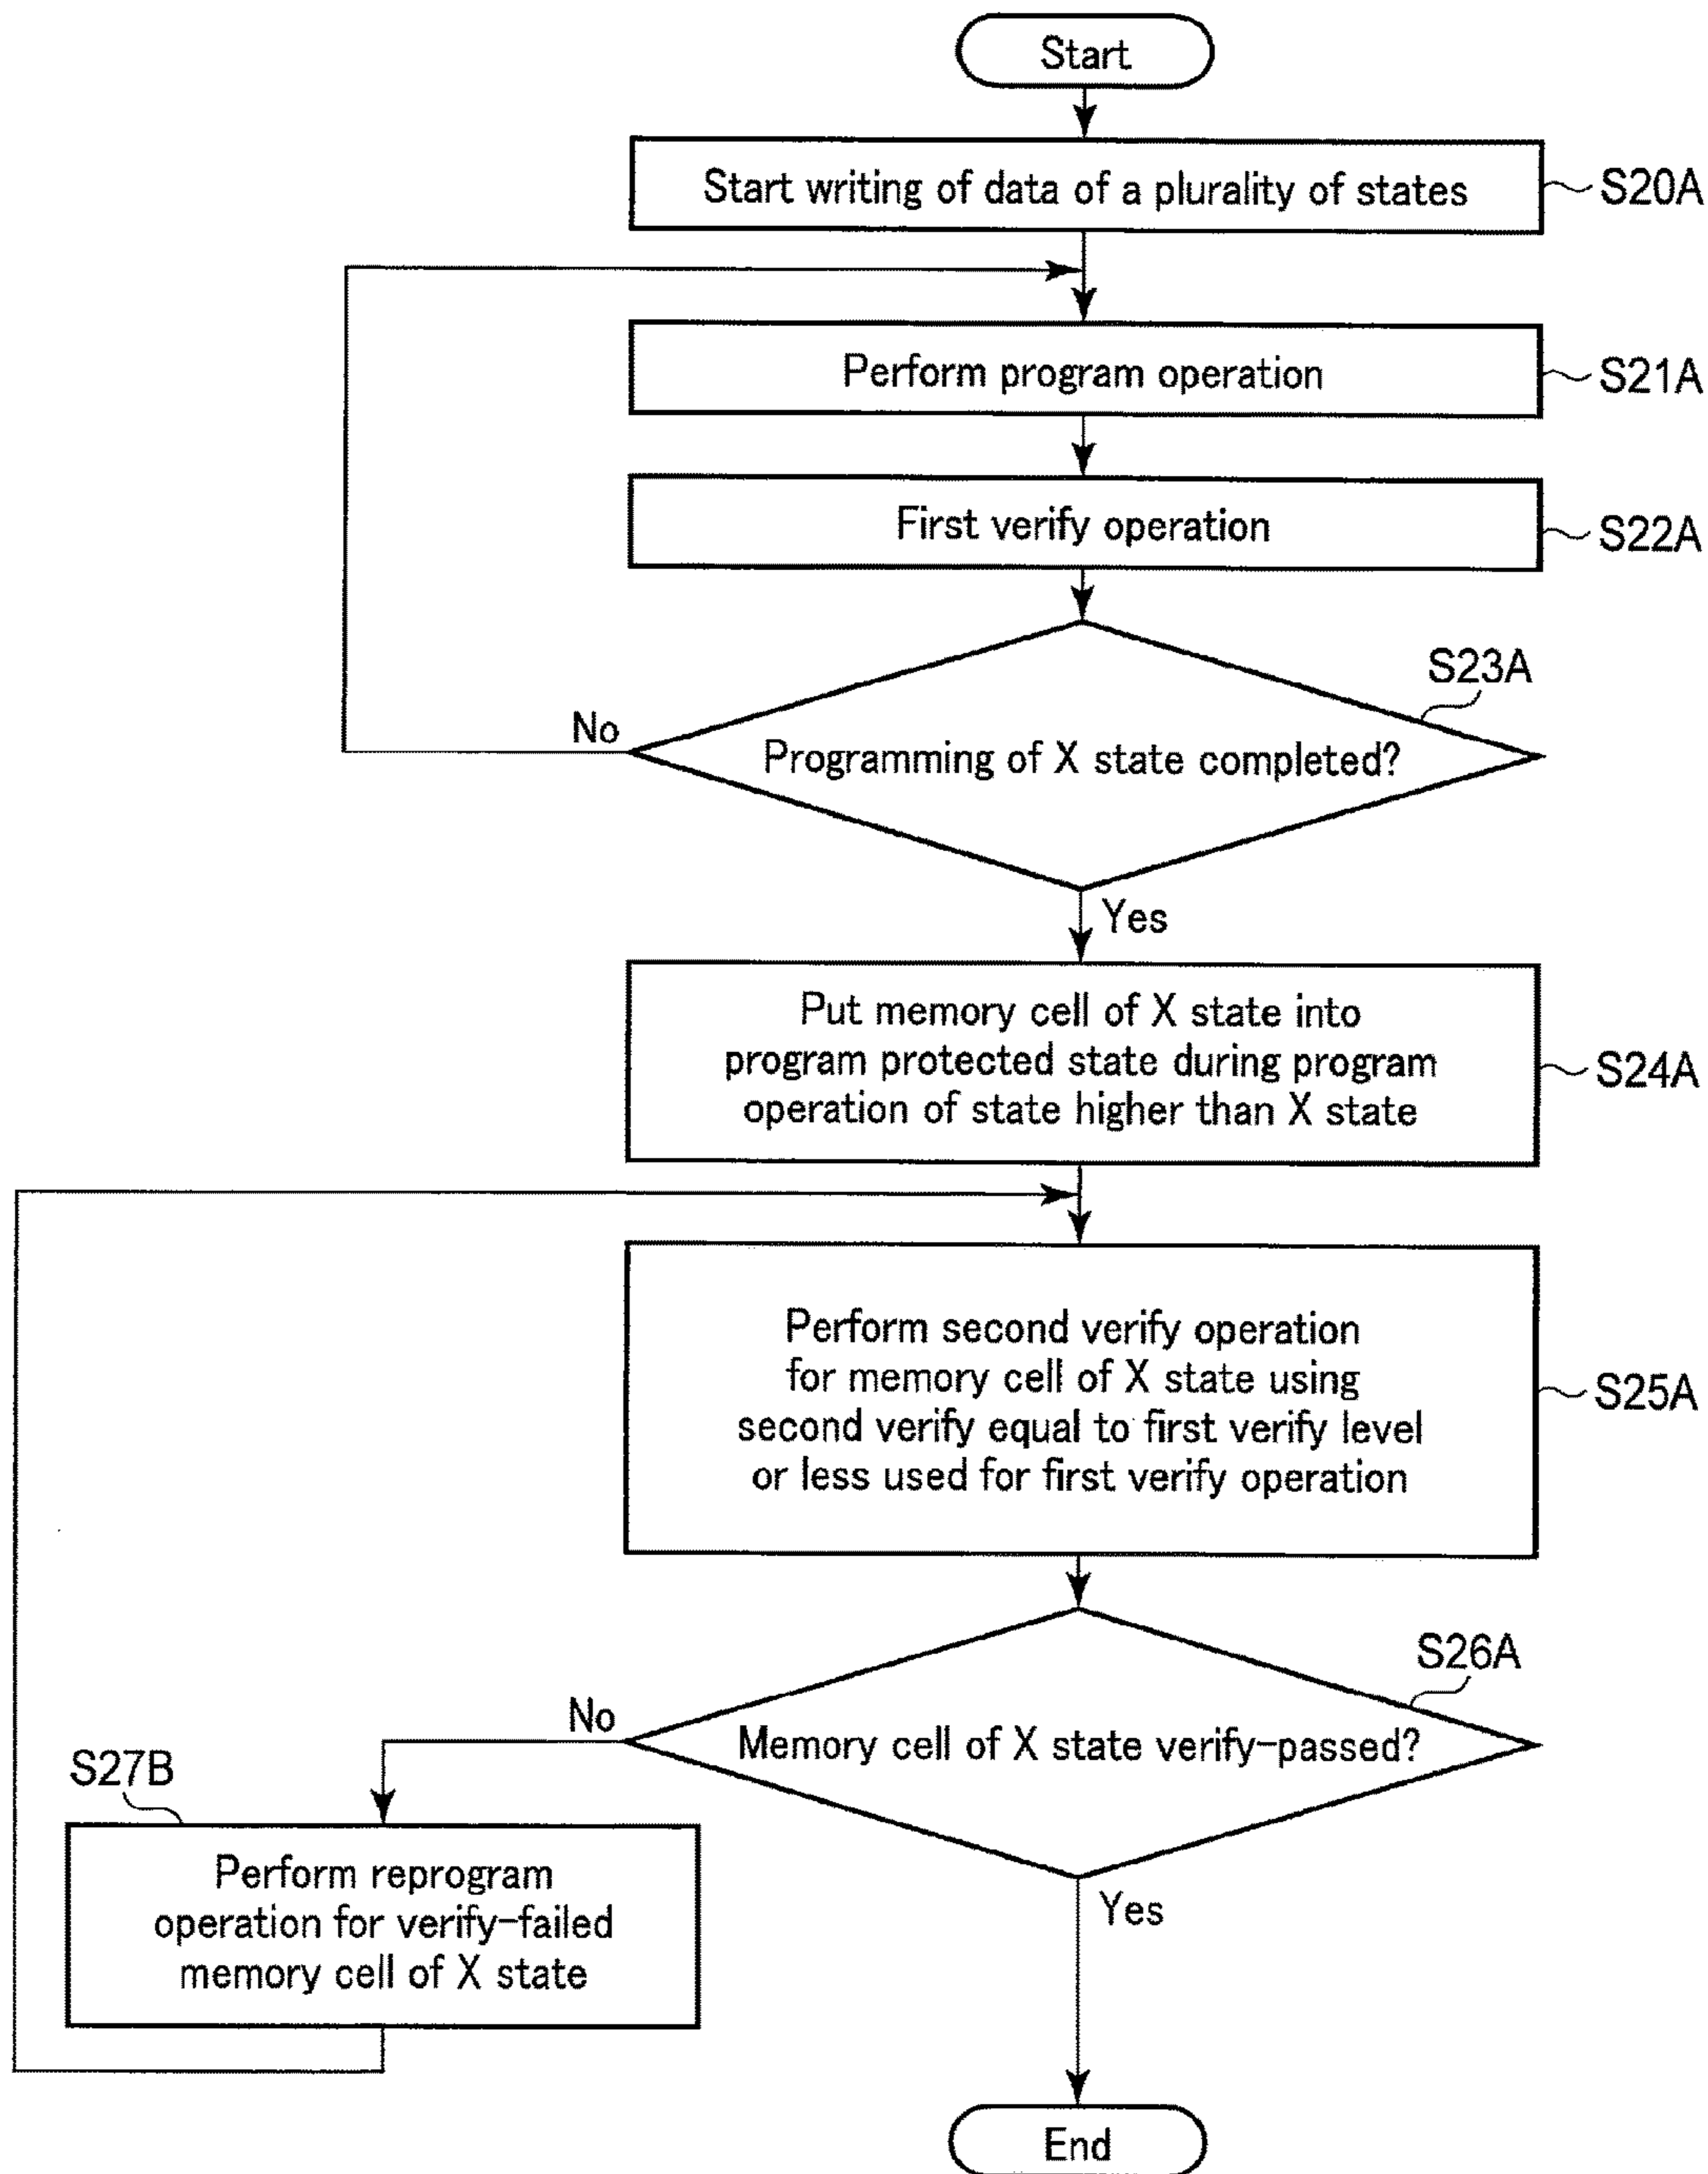 Start
Start writing of data of a plurality of states
S20A
Perform program operation
S21A
First verify operation
S22A
S23A
No
Programming of X state completed?
Yes
Put memory cell of X state into
program protected state during program
operation of state higher than X state
S24A
Perform second verify operation
for memory cell of X state using
second verify equal to first verify level
or less used for first verify operation
S25A
S26A
No
Memory cell of X state verify-passed?
S27B
Perform reprogram
operation for verify-failed
memory cell of X state
Yes
End